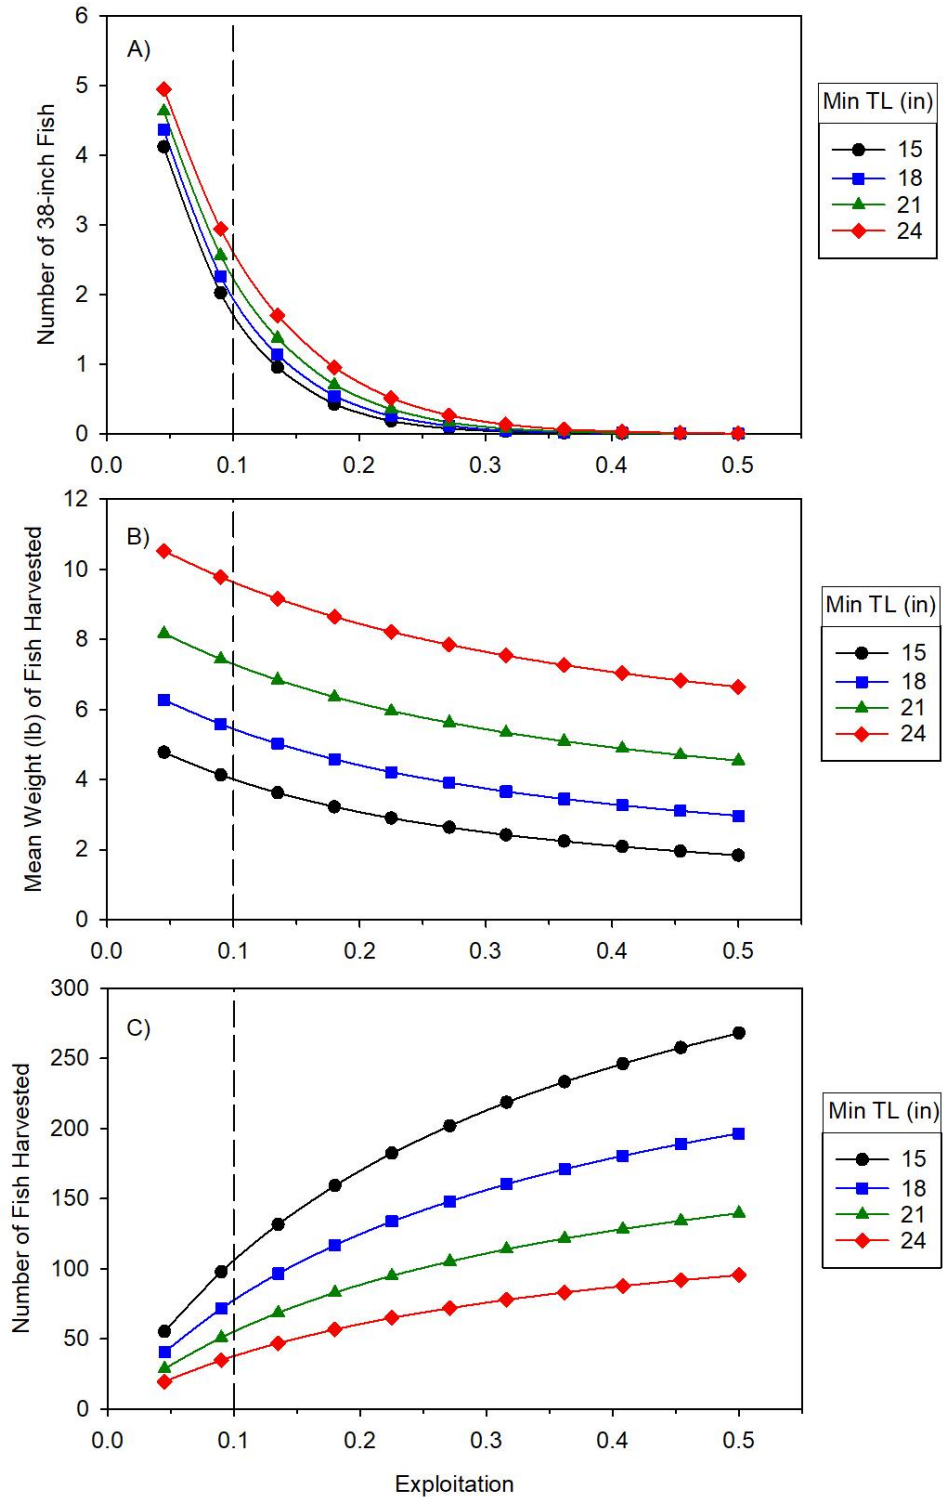 A)
Number of 38-inch Fish
6
5
4
3
2
1
0
0.0 0.1 0.2 0.3 0.4 0.5
Min TL (in)
15
18
21
24
B)
Mean Weight (lb) of Fish Harvested
12
10
8
6
4
2
0
0.0 0.1 0.2 0.3 0.4 0.5
Min TL (in)
15
18
21
24
C)
Number of Fish Harvested
300
250
200
150
100
50
0
0.0 0.1 0.2 0.3 0.4 0.5
Min TL (in)
15
18
21
24
Exploitation